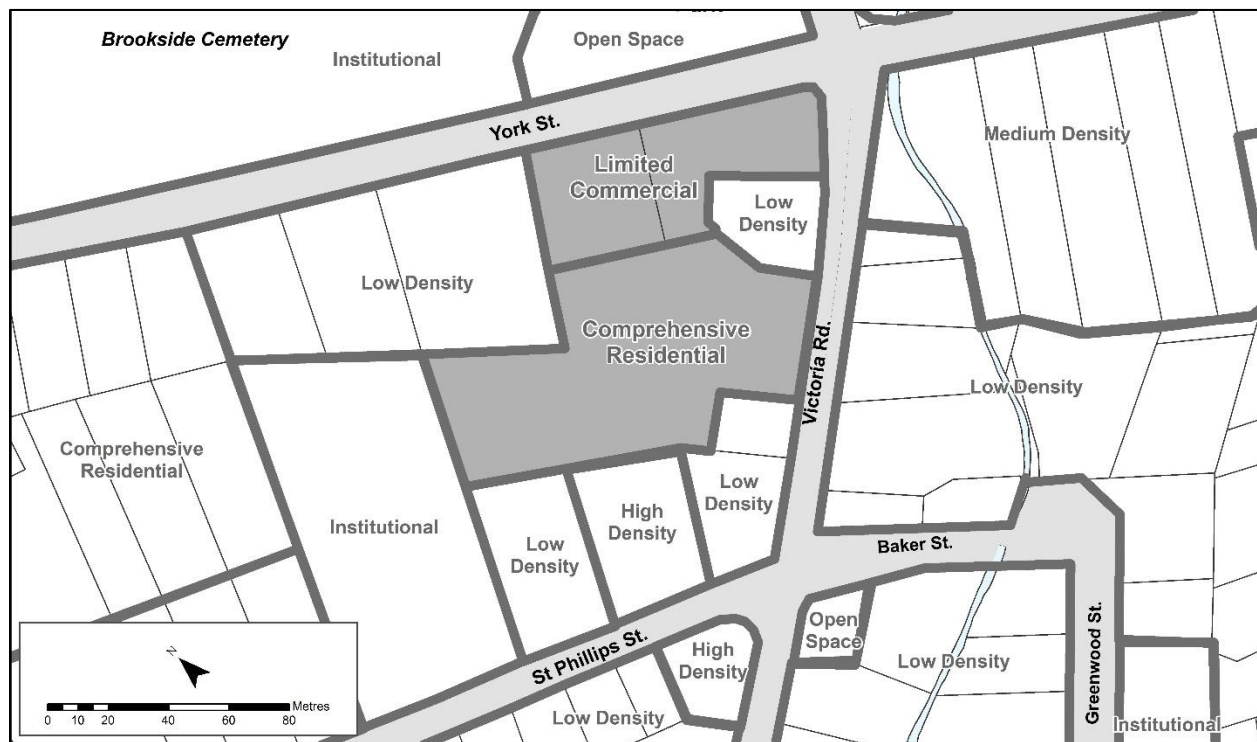 Brookside Cemetery
Institutional
Open Space
York St.
Medium Density
Limited
Commercial
Low
Density
Low Density
Comprehensive
Residential
Victoria Rd.
Low Density
Comprehensive
Residential
Institutional
Low
Density
High
Density
Low
Density
Baker St.
St Phillips St.
High
Density
Open
Space
Low Density
Greenwood St.
Low Density
Institutional
N
Metres
0 10 20 40 60 80